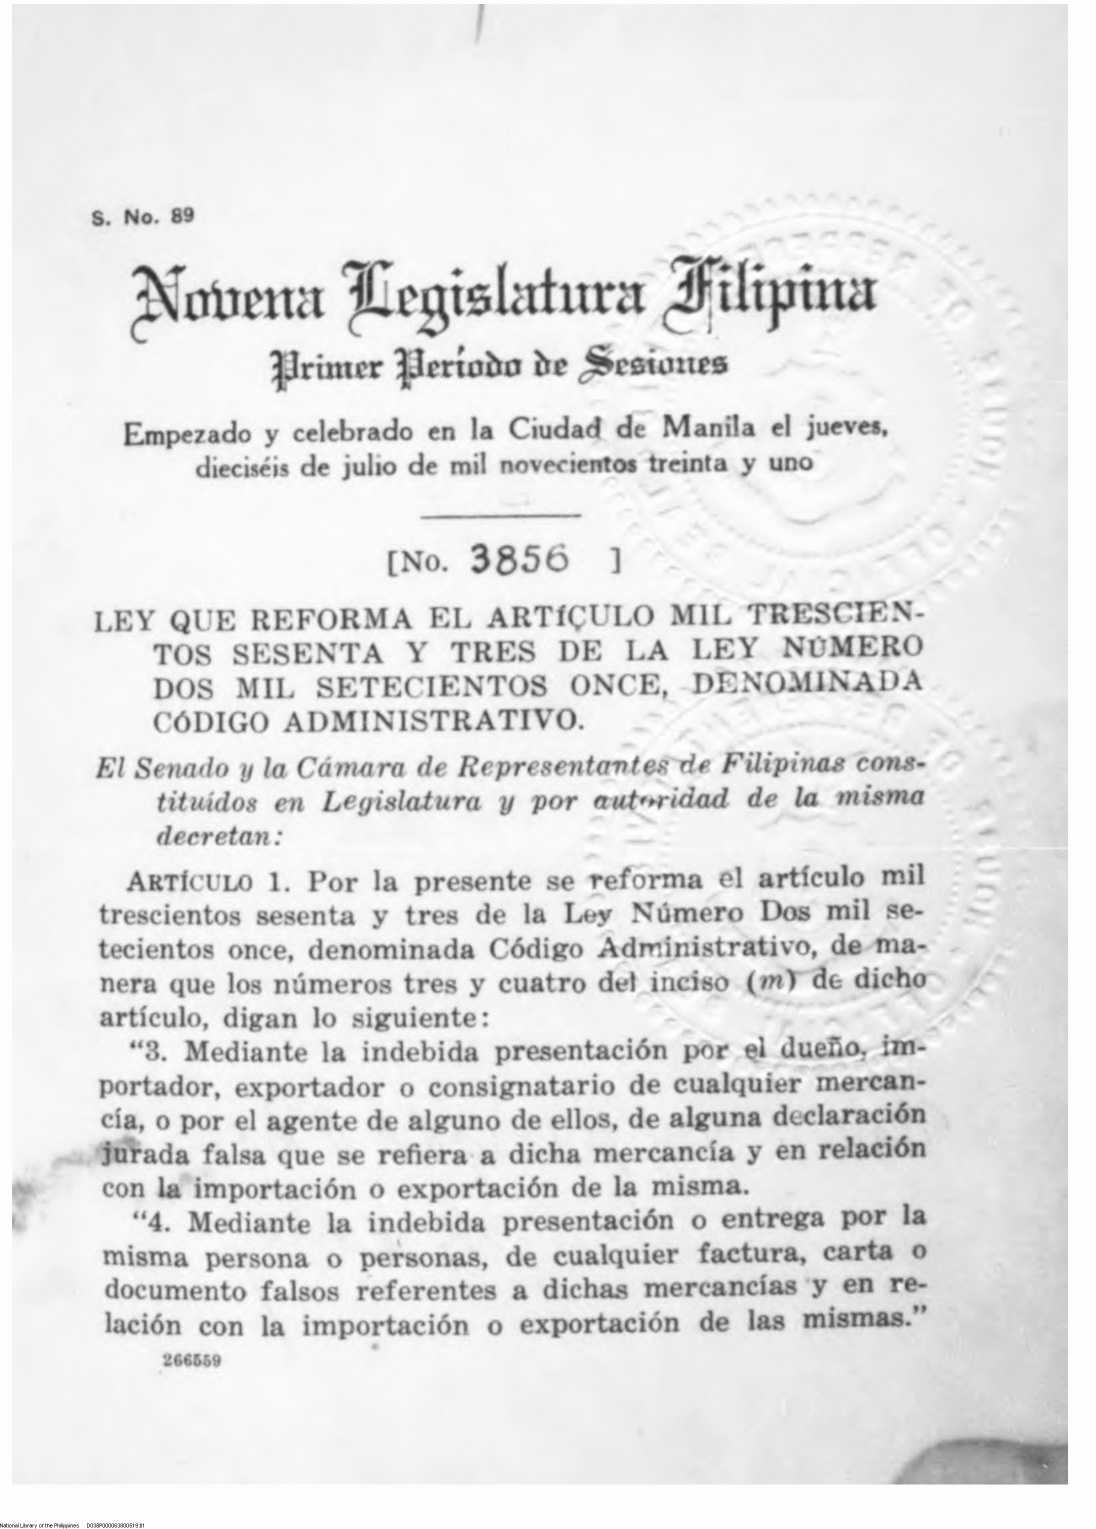 S. No. 89
Novena Legislatura Filipina
Primer Período de Sesiones
Empezado y celebrado en la Ciudad de Manila el jueves,
dieciséis de julio de mil novecientos treinta y uno
[No. 3856 ]
LEY QUE REFORMA EL ARTÍCULO MIL TRESCIEN-
TOS SESENTA Y TRES DE LA LEY NÚMERO
DOS MIL SETECIENTOS ONCE, DENOMINADA
CÓDIGO ADMINISTRATIVO.
El Senado y la Cámara de Representantes de Filipinas cons-
tituídos en Legislatura y por autoridad de la misma
decretan:
ARTÍCULO 1. Por la presente se reforma el artículo mil
trescientos sesenta y tres de la Ley Número Dos mil se-
tecientos once, denominada Código Administrativo, de ma-
nera que los números tres y cuatro del inciso (m) de dicho
artículo, digan lo siguiente:
"3. Mediante la indebida presentación por el dueño, im-
portador, exportador o consignatario de cualquier mercan-
cía, o por el agente de alguno de ellos, de alguna declaración
jurada falsa que se refiera a dicha mercancía y en relación
con la importación o exportación de la misma.
"4. Mediante la indebida presentación o entrega por la
misma persona o personas, de cualquier factura, carta o
documento falsos referentes a dichas mercancías y en re-
lación con la importación o exportación de las mismas."
266559
National Library of the Philippines